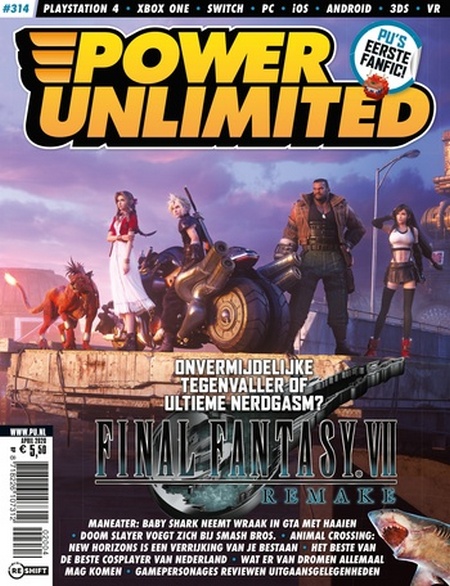 #314 PLAYSTATION 4 • XBOX ONE • SWITCH • PC • iOS • ANDROID • 3DS • VR
POWER
UNLIMITED
PU'S
EERSTE
FANFIC!
ONVERMIJDELIJKE
TEGENVALLER OF
ULTIEME NERDGASM?
FINAL FANTASY VII
REMAKE
WWW.PU.NL
APRIL 2020
€ 5,50
RESHIFT
MANEATER: BABY SHARK NEEMT WRAAK IN GTA MET HAAIEN
• DOOM SLAYER VOEGT ZICH BIJ SMASH BROS. • ANIMAL CROSSING:
NEW HORIZONS IS EEN VERRIJKING VAN JE BESTAAN • HET BESTE VAN
DE BESTE COSPLAYER VAN NEDERLAND • WAT ER VAN DROMEN ALLEMAAL
MAG KOMEN • GAMEPERSONAGES REVIEWEN UITGAANSGELEGENHEDEN